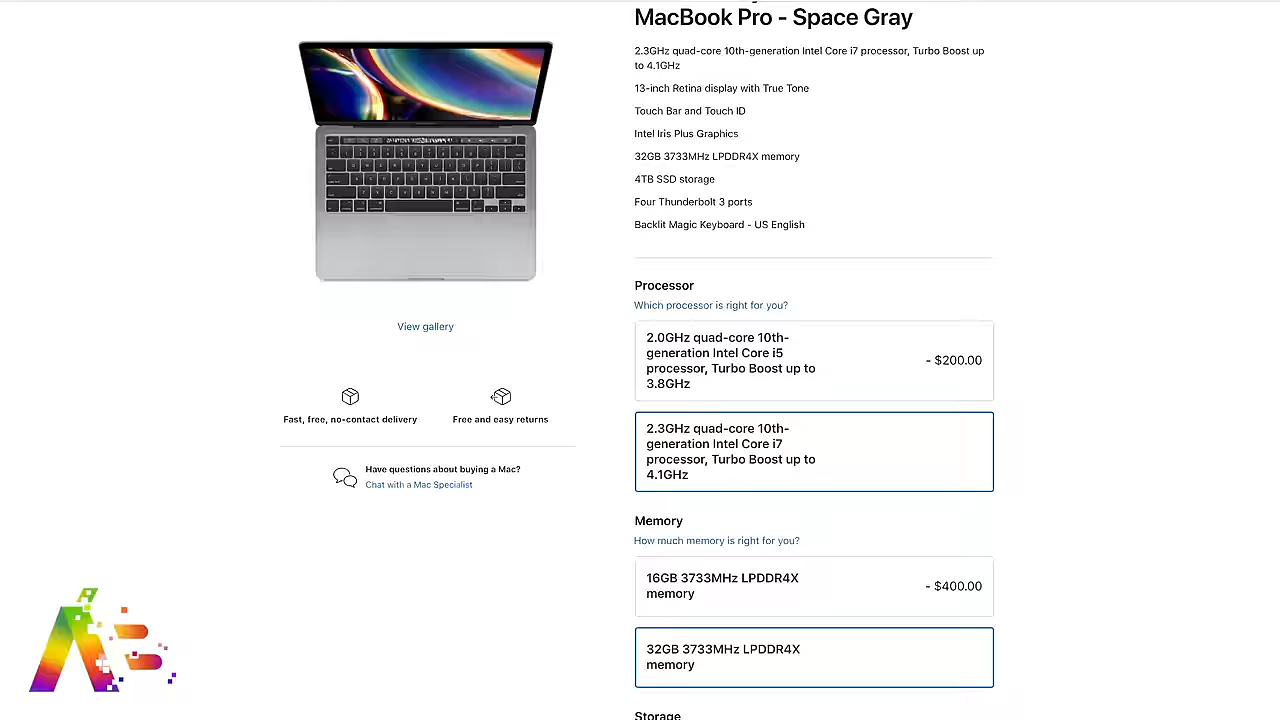 MacBook Pro - Space Gray
2.3GHz quad-core 10th-generation Intel Core i7 processor, Turbo Boost up
to 4.1GHz
13-inch Retina display with True Tone
Touch Bar and Touch ID
Intel Iris Plus Graphics
32GB 3733MHz LPDDR4X memory
4TB SSD storage
Four Thunderbolt 3 ports
Backlit Magic Keyboard - US English
View gallery
Fast, free, no-contact delivery
Free and easy returns
Have questions about buying a Mac?
Chat with a Mac Specialist
Processor
Which processor is right for you?
2.0GHz quad-core 10th-
generation Intel Core i5
processor, Turbo Boost up to
3.8GHz
- $200.00
2.3GHz quad-core 10th-
generation Intel Core i7
processor, Turbo Boost up to
4.1GHz
Memory
How much memory is right for you?
16GB 3733MHz LPDDR4X
memory
- $400.00
32GB 3733MHz LPDDR4X
memory
Storage